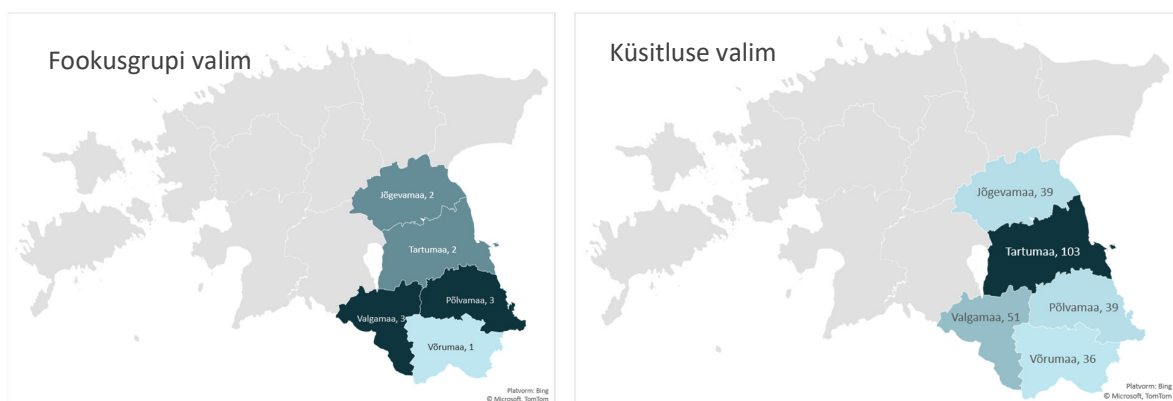 Fookusgrupi valim
Jõgevamaa, 2
Tartumaa, 2
Põlvamaa, 3
Valgamaa, 3
Võrumaa, 1
Platvorm: Bing
© Microsoft, TomTom
Küsitluse valim
Jõgevamaa, 39
Tartumaa, 103
Põlvamaa, 39
Valgamaa, 51
Võrumaa, 36
Platvorm: Bing
© Microsoft, TomTom